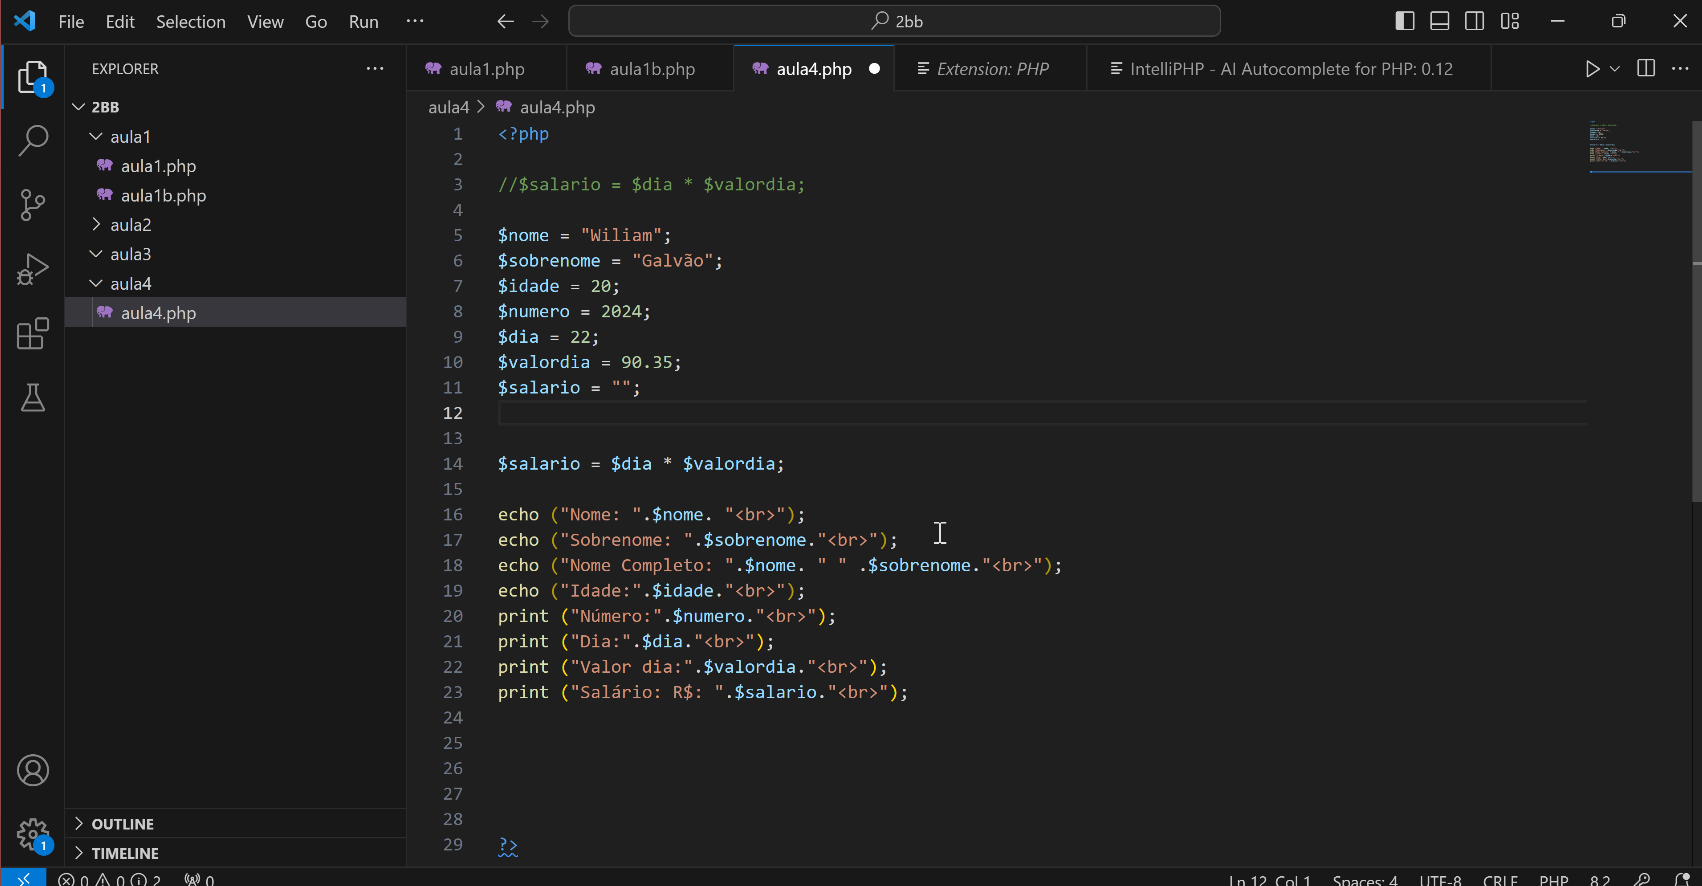 File Edit Selection View Go Run ···
2bb
EXPLORER ···
aula1.php
aula1b.php
aula4.php
Extension: PHP
IntelliPHP - AI Autocomplete for PHP: 0.12
1
2BB
aula1
aula1.php
aula1b.php
aula2
aula3
aula4
aula4.php
aula4 > aula4.php
1 <?php
2
3 //$salario = $dia * $valordia;
4
5 $nome = "Wiliam";
6 $sobrenome = "Galvão";
7 $idade = 20;
8 $numero = 2024;
9 $dia = 22;
10 $valordia = 90.35;
11 $salario = "";
12
13
14 $salario = $dia * $valordia;
15
16 echo ("Nome: ".$nome. "<br>");
17 echo ("Sobrenome: ".$sobrenome."<br>");
18 echo ("Nome Completo: ".$nome. " " .$sobrenome."<br>");
19 echo ("Idade:".$idade."<br>");
20 print ("Número:".$numero."<br>");
21 print ("Dia:".$dia."<br>");
22 print ("Valor dia:".$valordia."<br>");
23 print ("Salário: R$: ".$salario."<br>");
24
25
26
27
28
29 ?>
OUTLINE
TIMELINE
1
0 0 2 0
Ln 12, Col 1 Spaces: 4 UTF-8 CRLF PHP 8.2